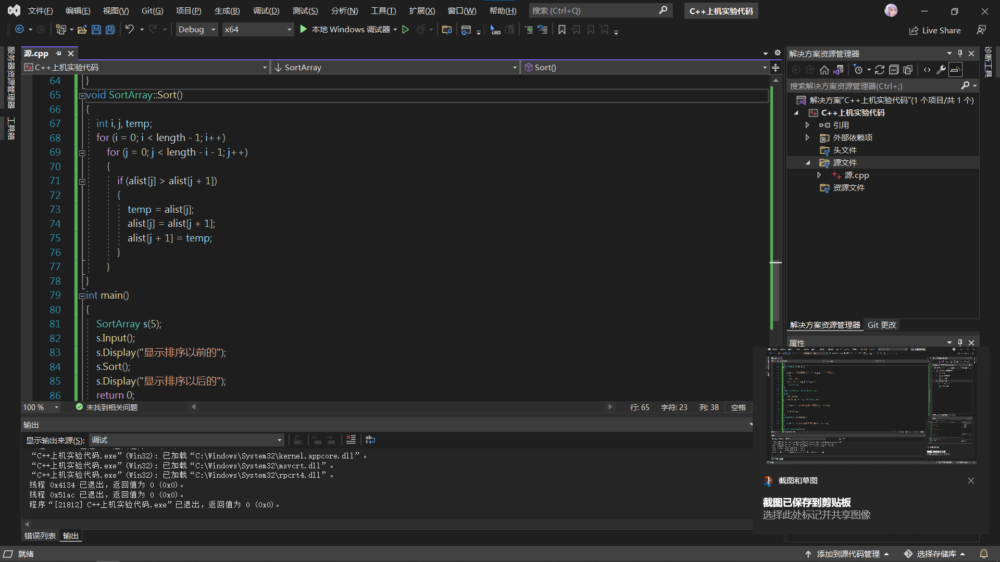 文件(F) 编辑(E) 视图(V) Git(G) 项目(P) 生成(B) 调试(D) 测试(S) 分析(N) 工具(T) 扩展(X) 窗口(W) 帮助(H) 搜索 (Ctrl+Q) C++上机实验代码
Debug x64 本地 Windows 调试器 Live Share
服务器资源管理器
工具箱
源.cpp
C++上机实验代码 SortArray Sort()
64 }
65 void SortArray::Sort()
66 {
67 int i, j, temp;
68 for (i = 0; i < length - 1; i++)
69 for (j = 0; j < length - i - 1; j++)
70 {
71 if (alist[j] > alist[j + 1])
72 {
73 temp = alist[j];
74 alist[j] = alist[j + 1];
75 alist[j + 1] = temp;
76 }
77 }
78 }
79 int main()
80 {
81 SortArray s(5);
82 s.Input();
83 s.Display("显示排序以前的");
84 s.Sort();
85 s.Display("显示排序以后的");
86 return 0;
100 % 未找到相关问题 行: 65 字符: 23 列: 38 空格
输出
显示输出来源(S): 调试
“C++上机实验代码.exe”(Win32): 已加载“C:\Windows\System32\kernel.appcore.dll”。
“C++上机实验代码.exe”(Win32): 已加载“C:\Windows\System32\msvcrt.dll”。
“C++上机实验代码.exe”(Win32): 已加载“C:\Windows\System32\rpcrt4.dll”。
线程 0x4134 已退出，返回值为 0 (0x0)。
线程 0x51ac 已退出，返回值为 0 (0x0)。
程序“[21812] C++上机实验代码.exe”已退出，返回值为 0 (0x0)。
错误列表 输出
解决方案资源管理器
搜索解决方案资源管理器(Ctrl+;)
解决方案“C++上机实验代码”(1 个项目/共 1 个)
C++上机实验代码
引用
外部依赖项
头文件
源文件
源.cpp
资源文件
解决方案资源管理器 Git 更改
属性
诊断工具
截图和草图
截图已保存到剪贴板
选择此处标记并共享图像
就绪 添加到源代码管理 选择存储库